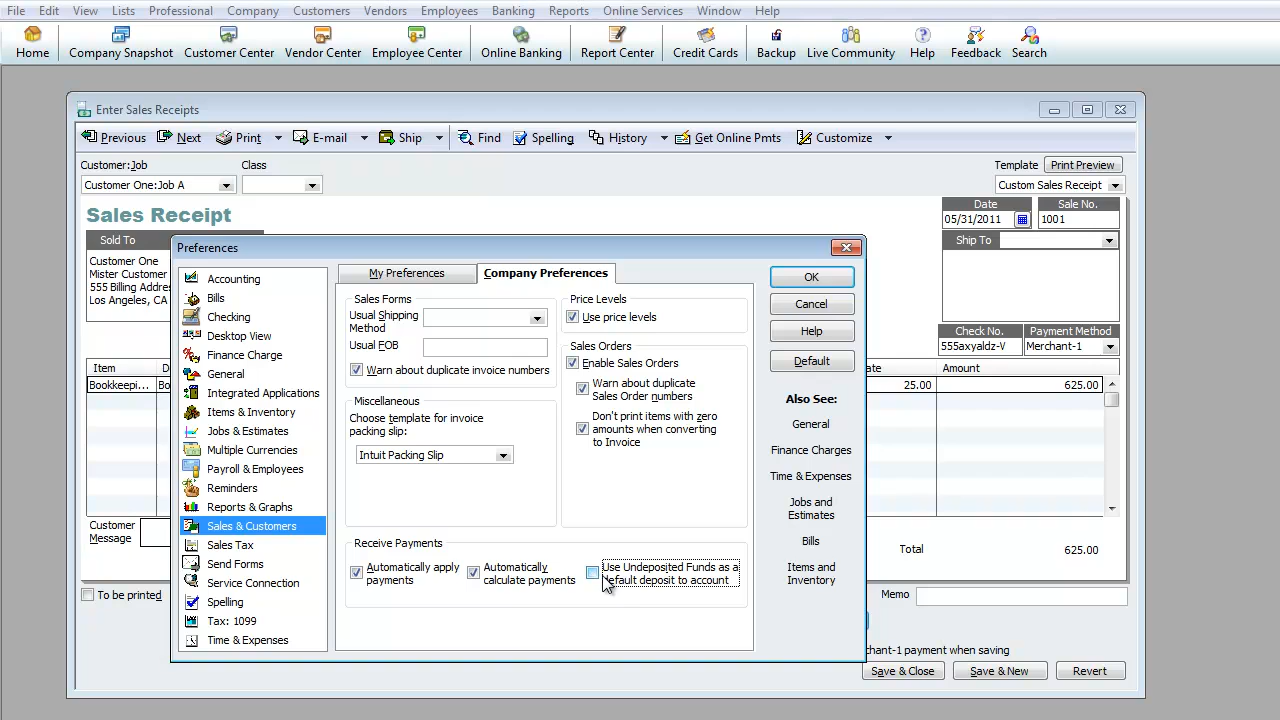 File Edit View Lists Professional Company Customers Vendors Employees Banking Reports Online Services Window Help
Home Company Snapshot Customer Center Vendor Center Employee Center Online Banking Report Center Credit Cards Backup Live Community Help Feedback Search
Enter Sales Receipts
Previous Next Print E-mail Ship Find Spelling History Get Online Pmts Customize
Customer:Job Class Template Print Preview
Customer One:Job A Custom Sales Receipt
Sales Receipt
Date Sale No.
05/31/2011 1001
Sold To
Ship To
Customer One
Mister Customer
555 Billing Address
Los Angeles, CA
Check No. Payment Method
555axyaldz-V Merchant-1
Item Amount
Bookkeepi... 25.00 625.00
Customer
Message
Total 625.00
To be printed
Memo
chant-1 payment when saving
Save & Close Save & New Revert
Preferences
Accounting
Bills
Checking
Desktop View
Finance Charge
General
Integrated Applications
Items & Inventory
Jobs & Estimates
Multiple Currencies
Payroll & Employees
Reminders
Reports & Graphs
Sales & Customers
Sales Tax
Send Forms
Service Connection
Spelling
Tax: 1099
Time & Expenses
My Preferences Company Preferences
Sales Forms
Usual Shipping
Method
Usual FOB
Warn about duplicate invoice numbers
Miscellaneous
Choose template for invoice
packing slip:
Intuit Packing Slip
Price Levels
Use price levels
Sales Orders
Enable Sales Orders
Warn about duplicate
Sales Order numbers
Don't print items with zero
amounts when converting
to Invoice
Receive Payments
Automatically apply
payments
Automatically
calculate payments
Use Undeposited Funds as a
default deposit to account
OK
Cancel
Help
Default
Also See:
General
Finance Charges
Time & Expenses
Jobs and
Estimates
Bills
Items and
Inventory